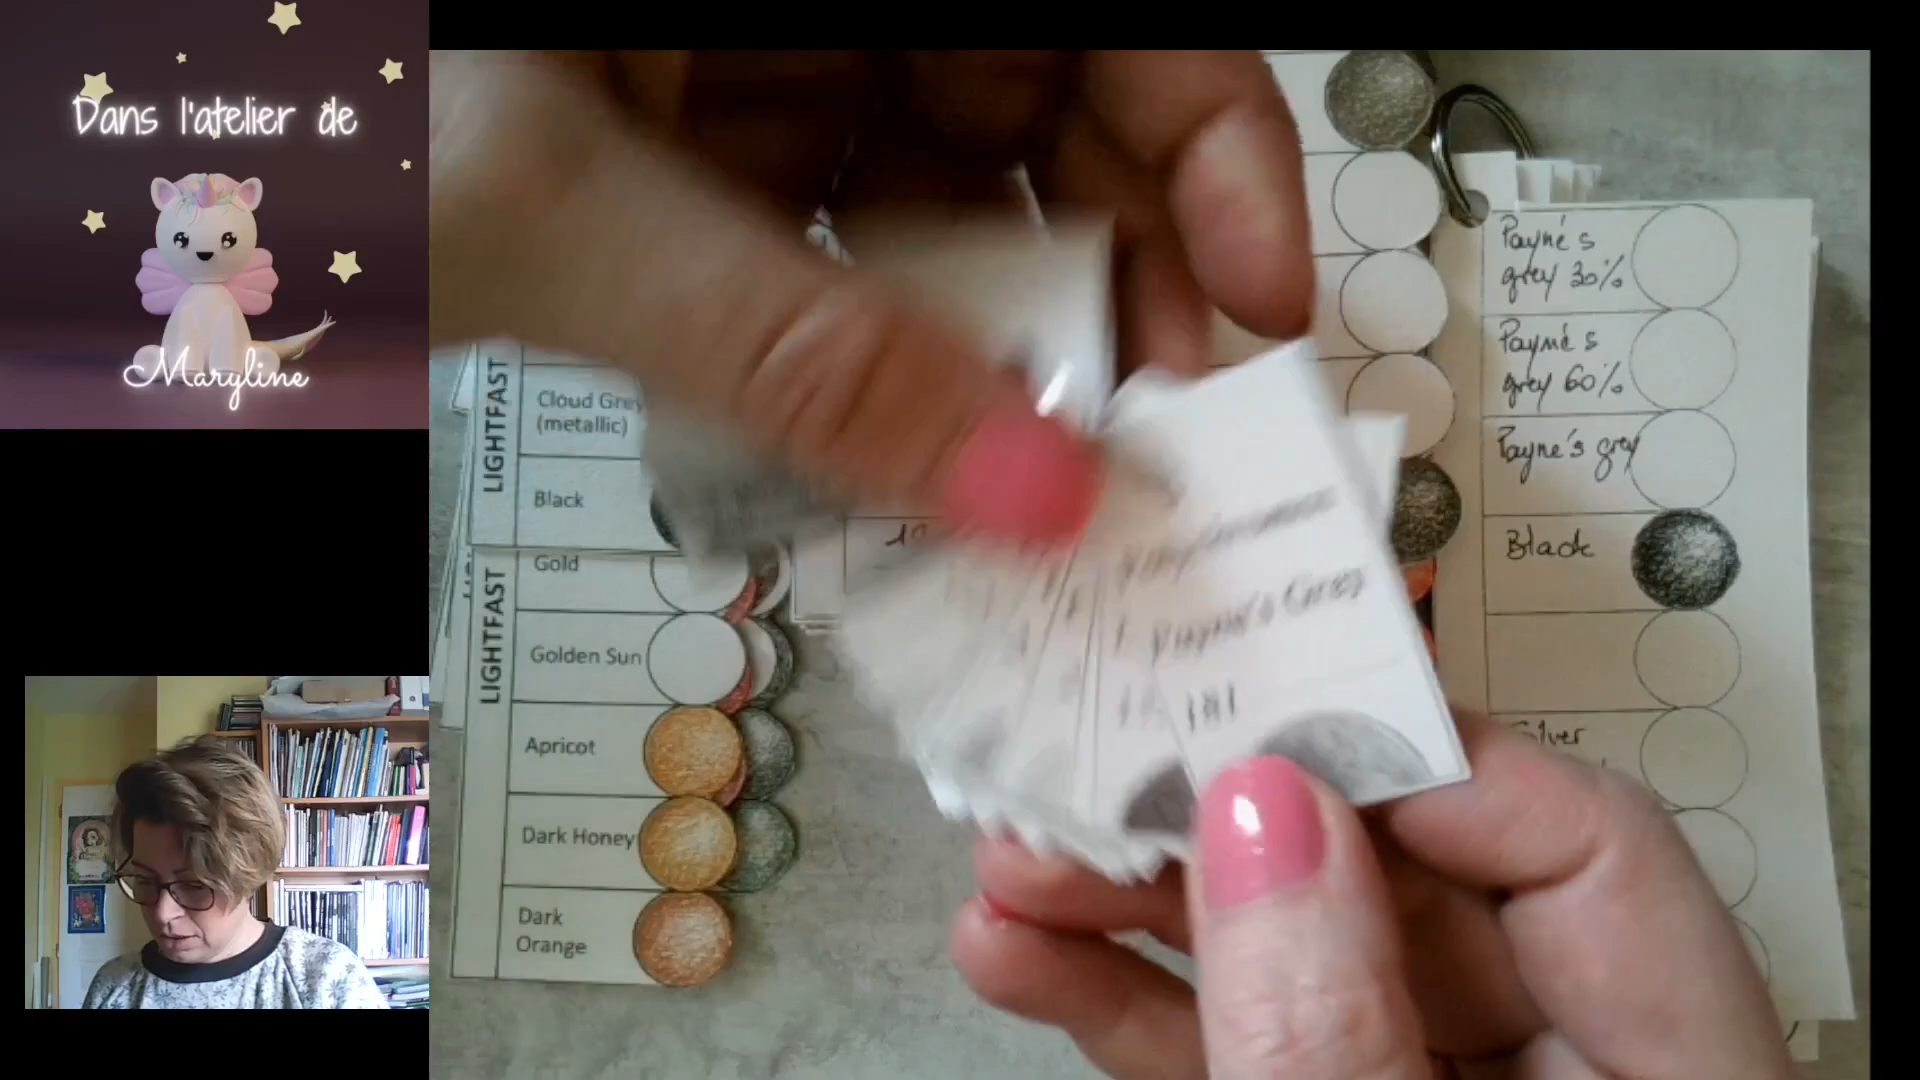 Dans l'atelier de
Maryline
LIGHTFAST
Cloud Grey
(metallic)
Black
LIGHTFAST
Gold
Golden Sun
Apricot
Dark Honey
Dark
Orange
Payne's Grey
181
Payne's
grey 30%
Payne's
grey 60%
Payne's grey
Black
Silver